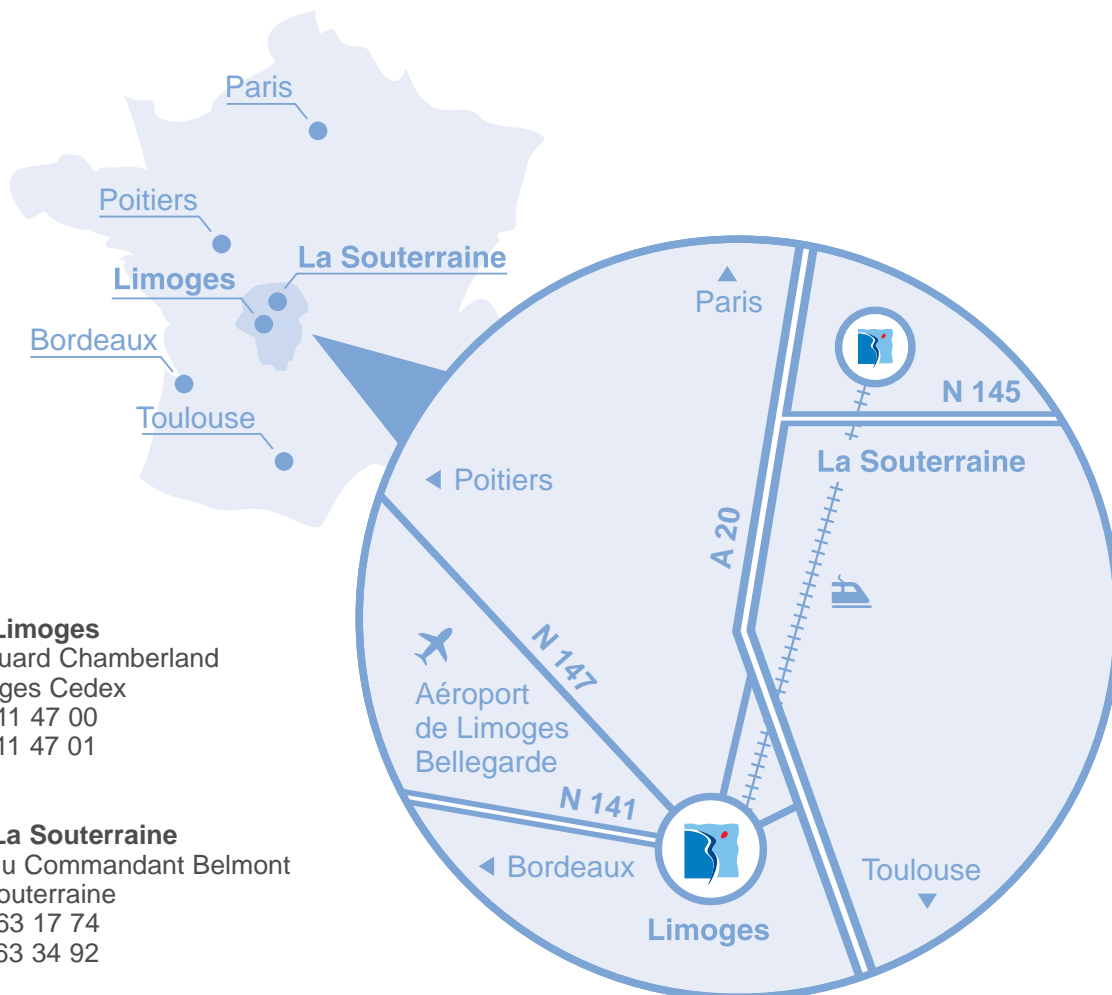 Paris
Poitiers
La Souterraine
Limoges
Bordeaux
Toulouse
Paris
N 145
La Souterraine
Poitiers
A 20
N 147
Aéroport
de Limoges
Bellegarde
N 141
Bordeaux
Toulouse
Limoges
Limoges
uard Chamberland
ges Cedex
11 47 00
11 47 01
La Souterraine
u Commandant Belmont
outerraine
63 17 74
63 34 92